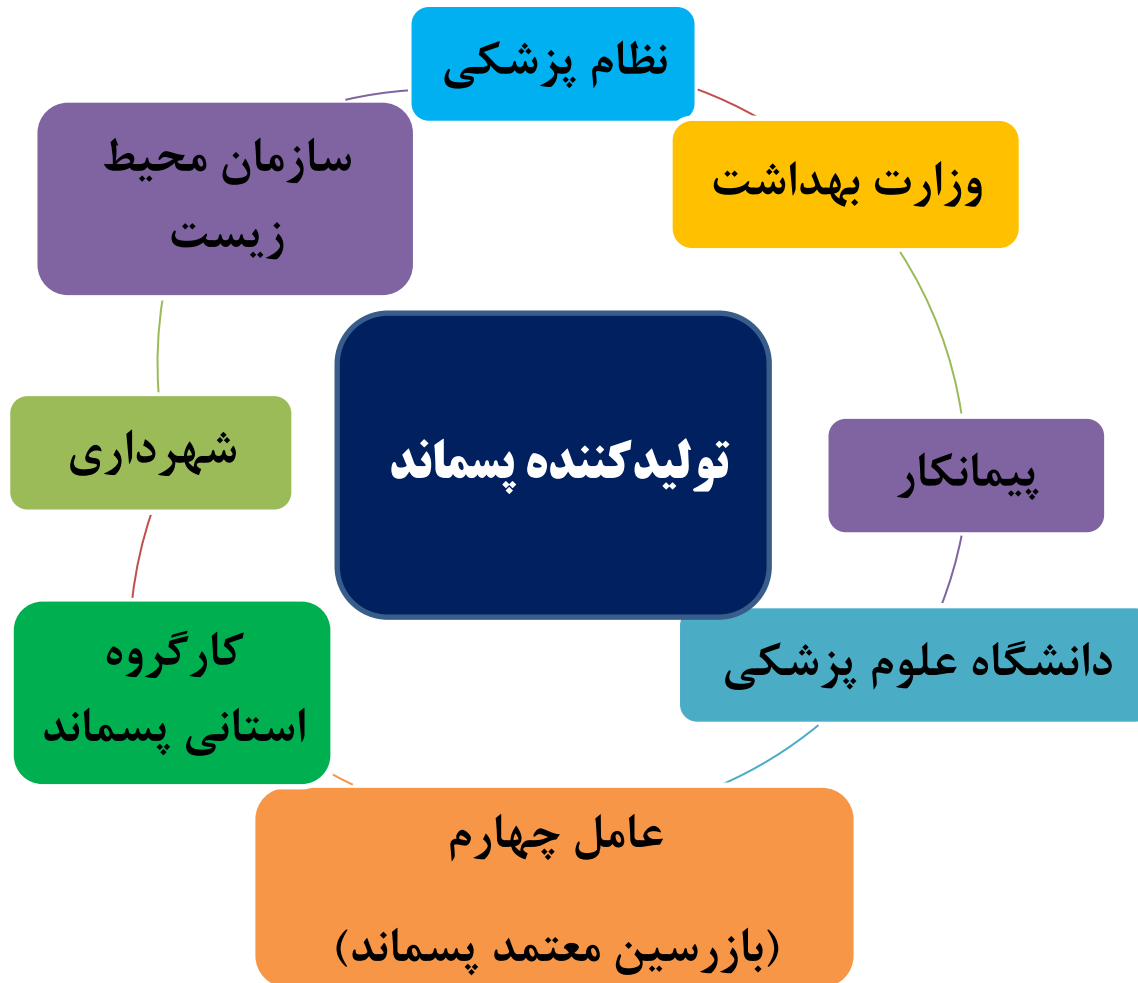 نظام پزشکی
وزارت بهداشت
سازمان محیط
زیست
تولیدکننده پسماند
شهرداری
پیمانکار
کارگروه
استانی پسماند
دانشگاه علوم پزشکی
عامل چهارم
(بازرسین معتمد پسماند)